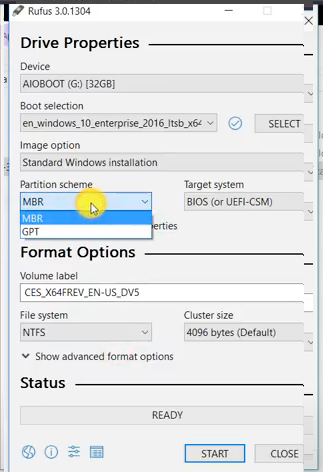 Rufus 3.0.1304
Drive Properties
Device
AIOBOOT (G:) [32GB]
Boot selection
en_windows_10_enterprise_2016_ltsb_x64
SELECT
Image option
Standard Windows installation
Partition scheme
Target system
MBR
BIOS (or UEFI-CSM)
MBR
GPT
erties
Format Options
Volume label
CES_X64FREV_EN-US_DV5
File system
Cluster size
NTFS
4096 bytes (Default)
Show advanced format options
Status
READY
START
CLOSE